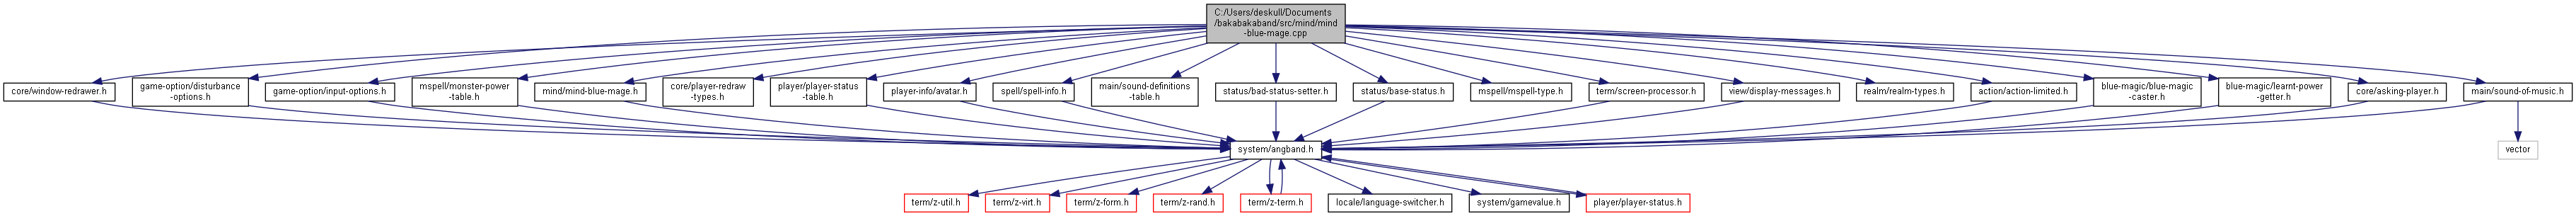 C:/Users/deskull/Documents
/bakabakaband/src/mind/mind
-blue-mage.cpp
core/window-redrawer.h
game-option/disturbance
-options.h
game-option/input-options.h
mspell/monster-power
-table.h
mind/mind-blue-mage.h
core/player-redraw
-types.h
player/player-status
-table.h
player-info/avatar.h
spell/spell-info.h
main/sound-definitions
-table.h
status/bad-status-setter.h
status/base-status.h
mspell/mspell-type.h
term/screen-processor.h
view/display-messages.h
realm/realm-types.h
action/action-limited.h
blue-magic/blue-magic
-caster.h
blue-magic/learnt-power
-getter.h
core/asking-player.h
main/sound-of-music.h
system/angband.h
vector
term/z-util.h
term/z-virt.h
term/z-form.h
term/z-rand.h
term/z-term.h
locale/language-switcher.h
system/gamevalue.h
player/player-status.h